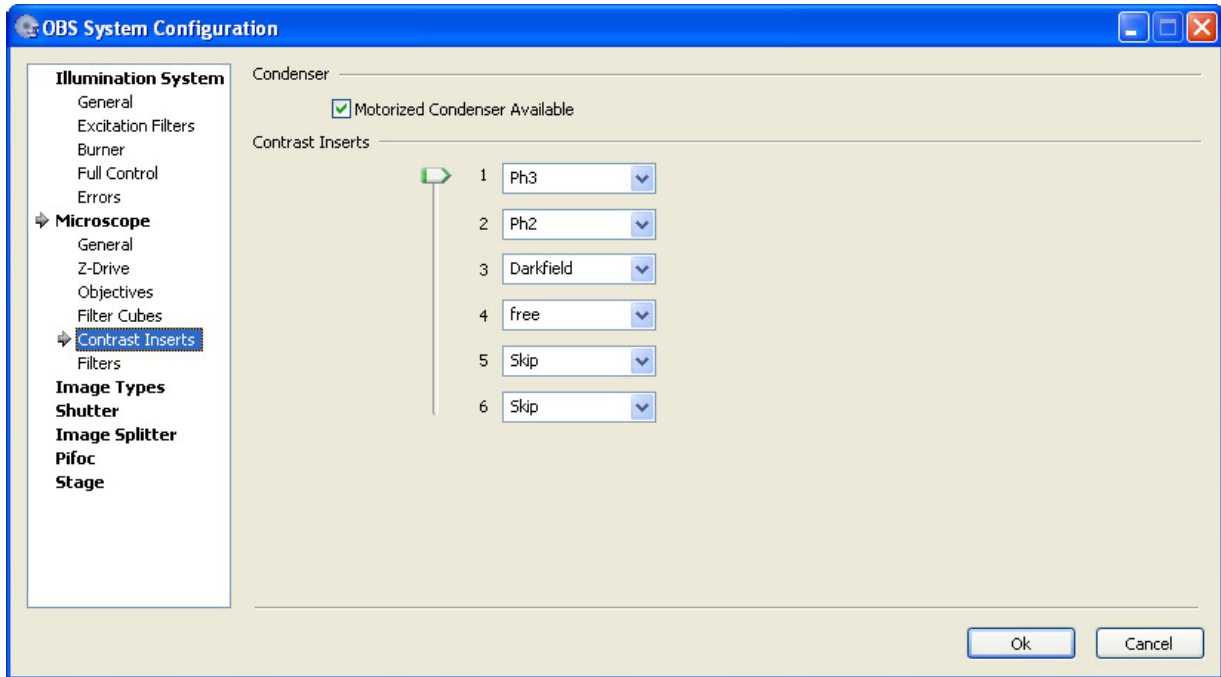 OBS System Configuration
Illumination System
General
Excitation Filters
Burner
Full Control
Errors
Microscope
General
Z-Drive
Objectives
Filter Cubes
Contrast Inserts
Filters
Image Types
Shutter
Image Splitter
Pifoc
Stage
Condenser
Motorized Condenser Available
Contrast Inserts
1 Ph3
2 Ph2
3 Darkfield
4 free
5 Skip
6 Skip
Ok Cancel